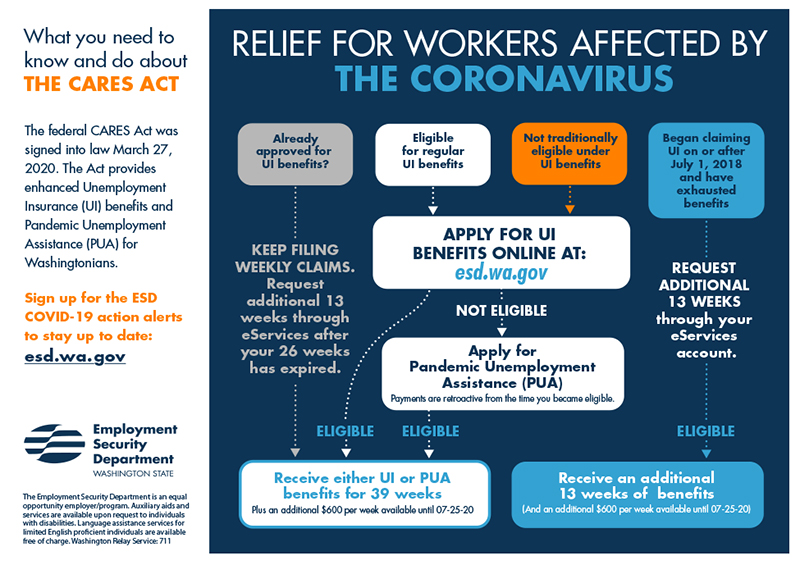 What you need to
know and do about
THE CARES ACT
The federal CARES Act was
signed into law March 27,
2020. The Act provides
enhanced Unemployment
Insurance (UI) benefits and
Pandemic Unemployment
Assistance (PUA) for
Washingtonians.
Sign up for the ESD
COVID-19 action alerts
to stay up to date:
esd.wa.gov
Employment
Security
Department
WASHINGTON STATE
The Employment Security Department is an equal
opportunity employer/program. Auxiliary aids and
services are available upon request to individuals
with disabilities. Language assistance services for
limited English proficient individuals are available
free of charge. Washington Relay Service: 711
RELIEF FOR WORKERS AFFECTED BY
THE CORONAVIRUS
Already
approved for
UI benefits?
Eligible
for regular
UI benefits
Not traditionally
eligible under
UI benefits
Began claiming
UI on or after
July 1, 2018
and have
exhausted
benefits
KEEP FILING
WEEKLY CLAIMS.
Request
additional 13
weeks through
eServices after
your 26 weeks
has expired.
APPLY FOR UI
BENEFITS ONLINE AT:
esd.wa.gov
NOT ELIGIBLE
Apply for
Pandemic Unemployment
Assistance (PUA)
Payments are retroactive from the time you became eligible.
REQUEST
ADDITIONAL
13 WEEKS
through your
eServices
account.
ELIGIBLE
ELIGIBLE
ELIGIBLE
Receive either UI or PUA
benefits for 39 weeks
Plus an additional $600 per week available until 07-25-20
Receive an additional
13 weeks of benefits
(And an additional $600 per week available until 07-25-20)